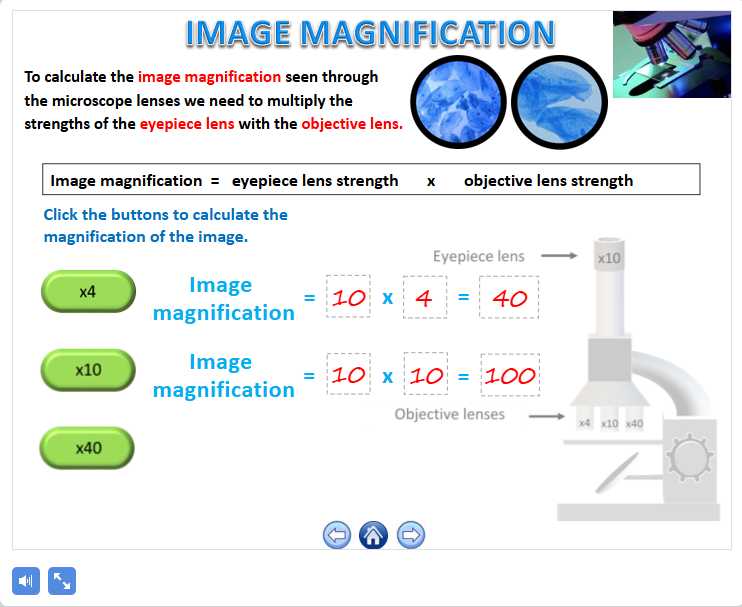 IMAGE MAGNIFICATION
To calculate the image magnification seen through
the microscope lenses we need to multiply the
strengths of the eyepiece lens with the objective lens.
Image magnification = eyepiece lens strength x objective lens strength
Click the buttons to calculate the
magnification of the image.
Eyepiece lens
x10
x4
Image
magnification
= 10 x 4 = 40
x10
Image
magnification
= 10 x 10 = 100
Objective lenses
x4 x10 x40
x40